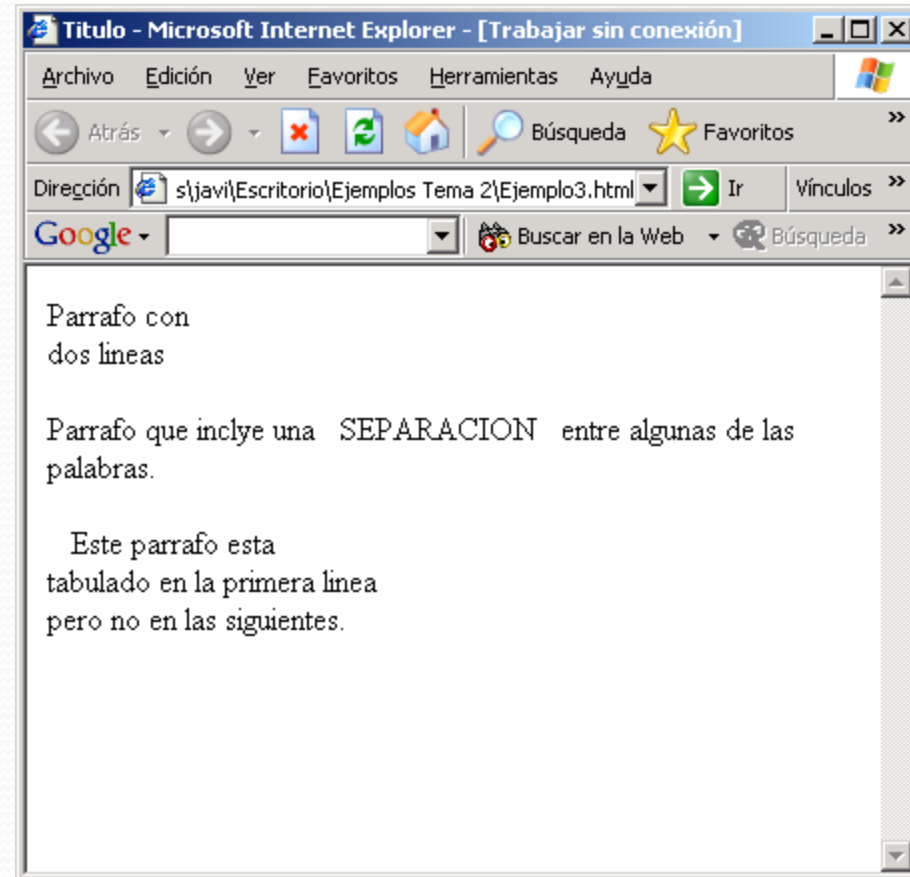 Titulo - Microsoft Internet Explorer - [Trabajar sin conexión]
Archivo Edición Ver Favoritos Herramientas Ayuda
Atrás Búsqueda Favoritos »
Dirección s\javi\Escritorio\Ejemplos Tema 2\Ejemplo3.html Ir Vínculos »
Google Buscar en la Web Búsqueda »
Parrafo con
dos lineas
Parrafo que inclye una SEPARACION entre algunas de las
palabras.
Este parrafo esta
tabulado en la primera linea
pero no en las siguientes.